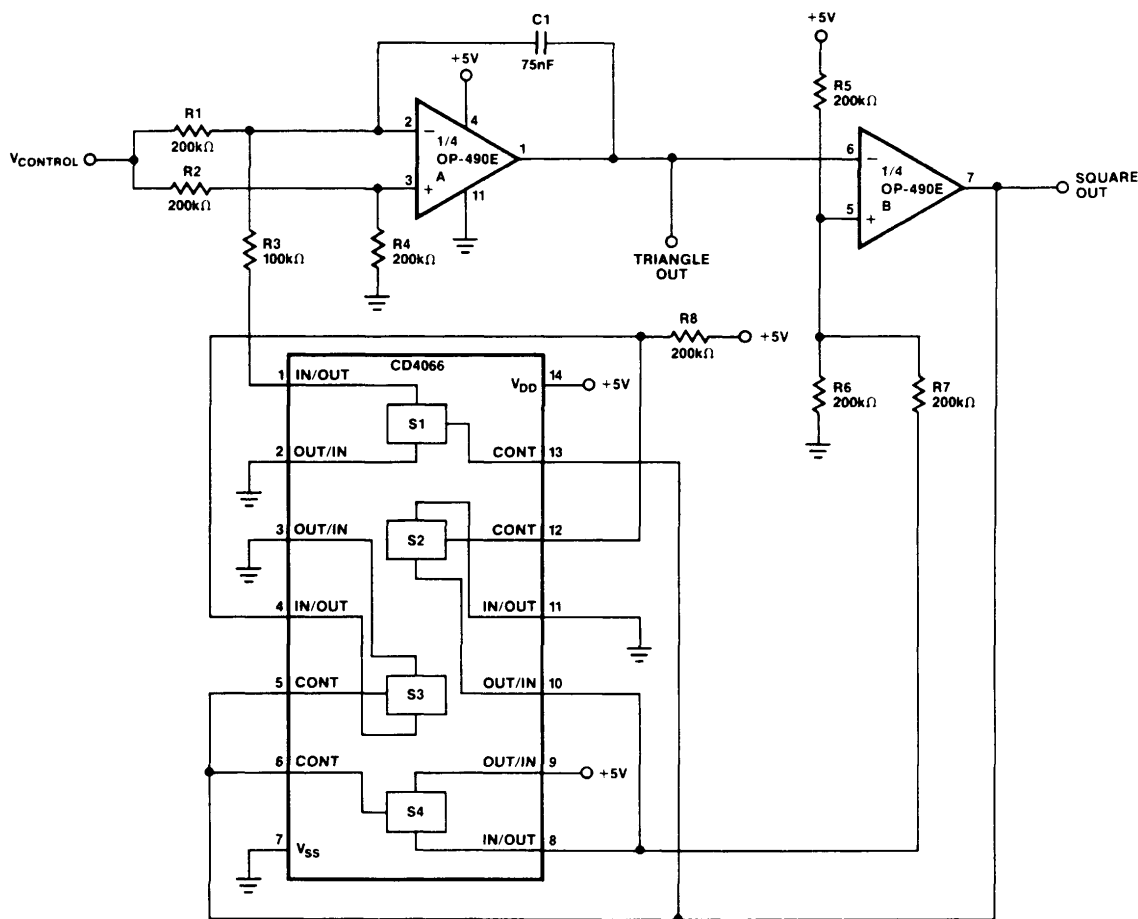 C1
75nF
+5V
+5V
R5
200kΩ
R1
200kΩ
VCONTROL
R2
200kΩ
2
−
4
1/4
OP-490E
A
1
3
+
11
6
−
1/4
OP-490E
B
7
5
+
SQUARE
OUT
R3
100kΩ
R4
200kΩ
TRIANGLE
OUT
R8
200kΩ
+5V
CD4066
1
IN/OUT
VDD
14
+5V
R6
200kΩ
R7
200kΩ
S1
2
OUT/IN
CONT
13
3
OUT/IN
S2
CONT
12
4
IN/OUT
IN/OUT
11
5
CONT
S3
OUT/IN
10
6
CONT
OUT/IN
9
+5V
S4
7
VSS
IN/OUT
8